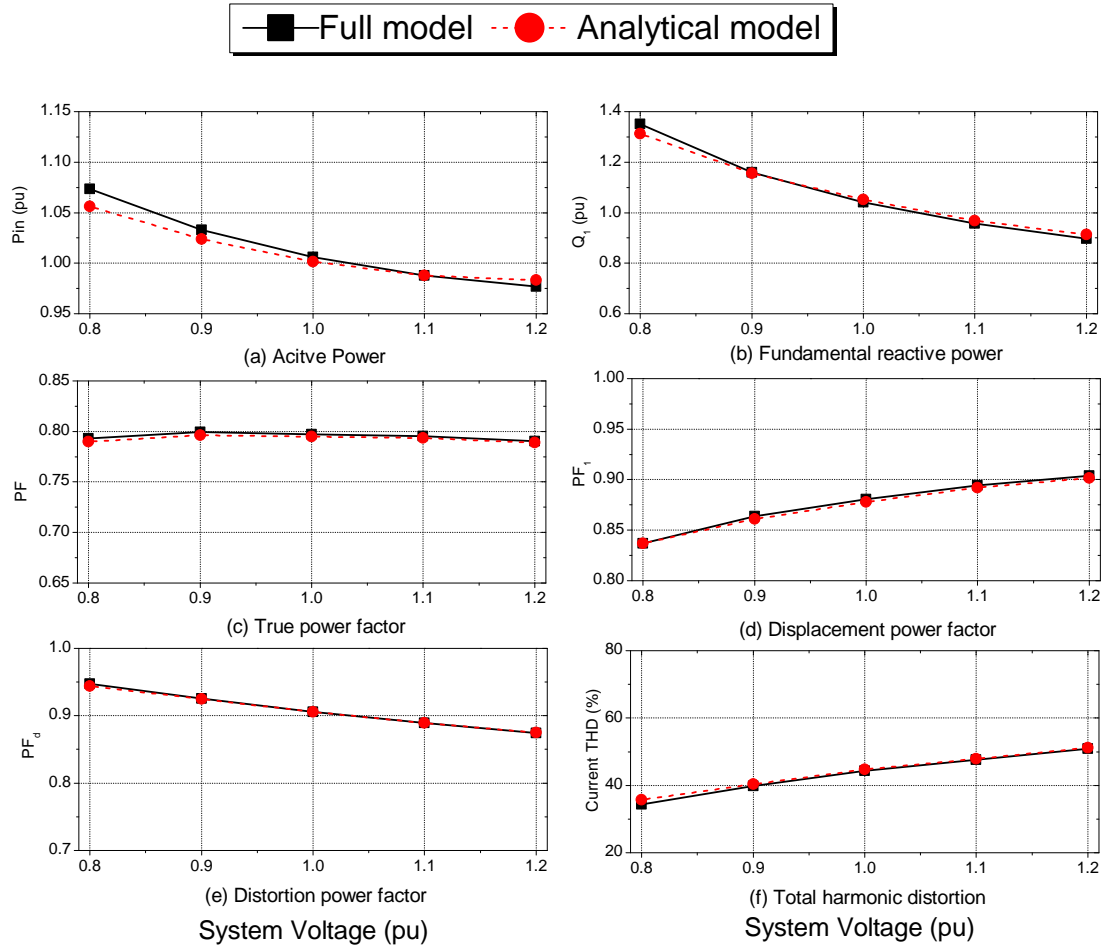 Full model Analytical model
1.15
1.10
1.05
1.00
0.95
Pin (pu)
0.8 0.9 1.0 1.1 1.2
(a) Acitve Power
1.4
1.2
1.0
0.8
0.6
Q1 (pu)
0.8 0.9 1.0 1.1 1.2
(b) Fundamental reactive power
0.85
0.80
0.75
0.70
0.65
PF
0.8 0.9 1.0 1.1 1.2
(c) True power factor
1.00
0.95
0.90
0.85
0.80
PF1
0.8 0.9 1.0 1.1 1.2
(d) Displacement power factor
1.0
0.9
0.8
0.7
PFd
0.8 0.9 1.0 1.1 1.2
(e) Distortion power factor
System Voltage (pu)
80
60
40
20
Current THD (%)
0.8 0.9 1.0 1.1 1.2
(f) Total harmonic distortion
System Voltage (pu)